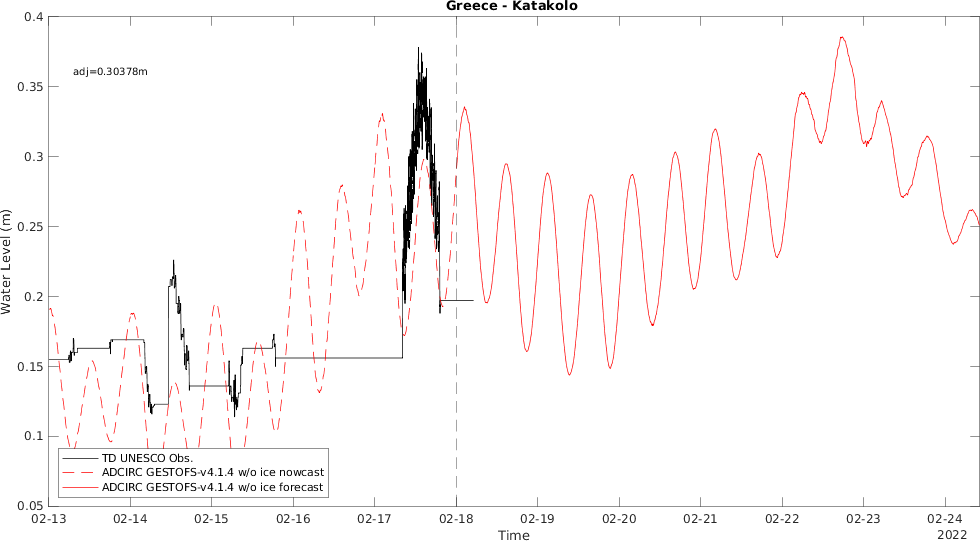 Greece - Katakolo
adj=0.30378m
0.4
0.35
0.3
0.25
0.2
0.15
0.1
0.05
Water Level (m)
TD UNESCO Obs.
ADCIRC GESTOFS-v4.1.4 w/o ice nowcast
ADCIRC GESTOFS-v4.1.4 w/o ice forecast
02-13 02-14 02-15 02-16 02-17 02-18 02-19 02-20 02-21 02-22 02-23 02-24
Time
2022